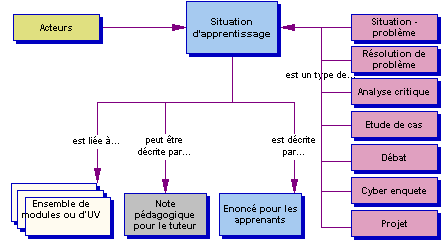 Acteurs
Situation
d'apprentissage
Situation -
problème
Résolution de
problème
est un type de...
Analyse critique
Etude de cas
Débat
Cyber enquete
Projet
est liée à...
peut être
décrite par...
est décrite
par...
Ensemble de
modules ou d'UV
Note
pédagogique
pour le tuteur
Enoncé pour les
apprenants